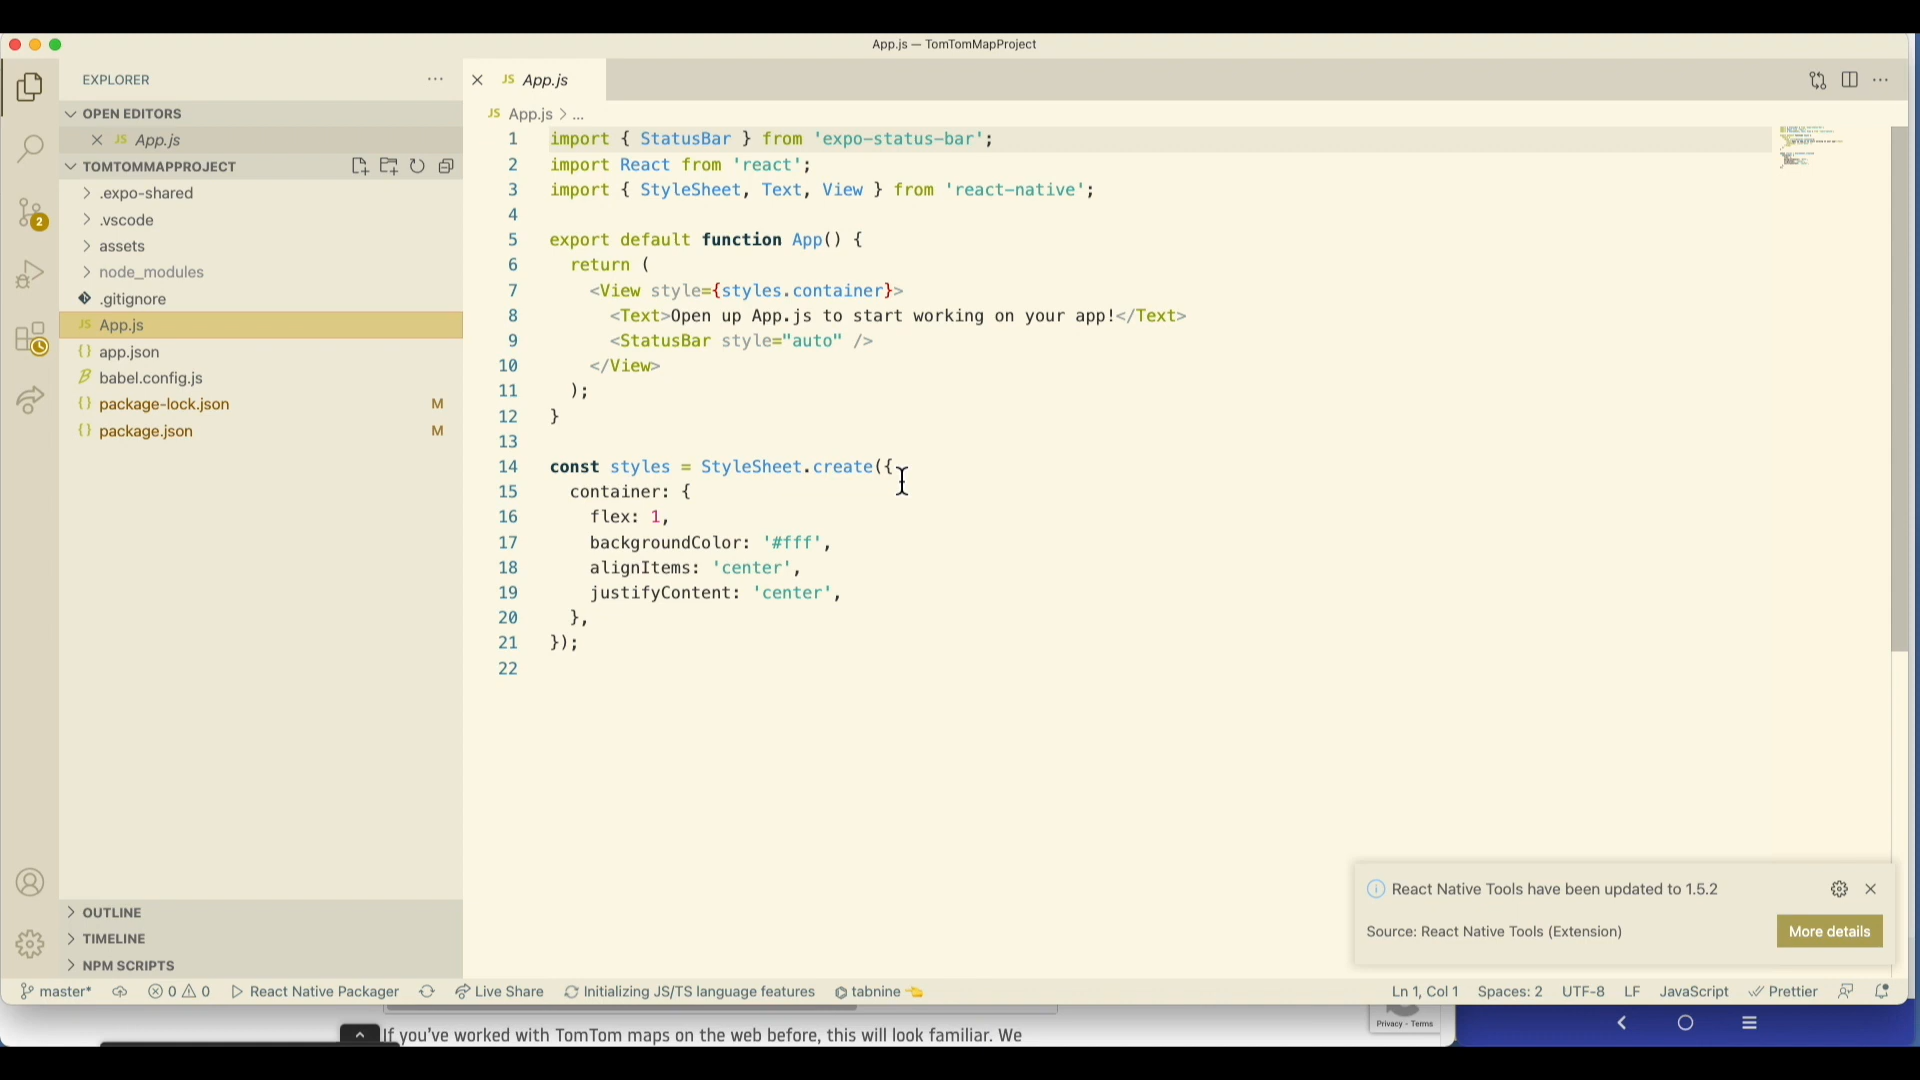 App.js — TomTomMapProject
EXPLORER
JS App.js
OPEN EDITORS
JS App.js > ...
JS App.js
TOMTOMMAPPROJECT
.expo-shared
.vscode
assets
node_modules
.gitignore
JS App.js
{} app.json
babel.config.js
{} package-lock.json M
{} package.json M
2
1 import { StatusBar } from 'expo-status-bar';
2 import React from 'react';
3 import { StyleSheet, Text, View } from 'react-native';
4
5 export default function App() {
6 return (
7 <View style={styles.container}>
8 <Text>Open up App.js to start working on your app!</Text>
9 <StatusBar style="auto" />
10 </View>
11 );
12 }
13
14 const styles = StyleSheet.create({
15 container: {
16 flex: 1,
17 backgroundColor: '#fff',
18 alignItems: 'center',
19 justifyContent: 'center',
20 },
21 });
22
OUTLINE
TIMELINE
NPM SCRIPTS
React Native Tools have been updated to 1.5.2
Source: React Native Tools (Extension)
More details
master* 0 0 React Native Packager Live Share Initializing JS/TS language features tabnine Ln 1, Col 1 Spaces: 2 UTF-8 LF JavaScript Prettier
Privacy - Terms
If you've worked with TomTom maps on the web before, this will look familiar. We